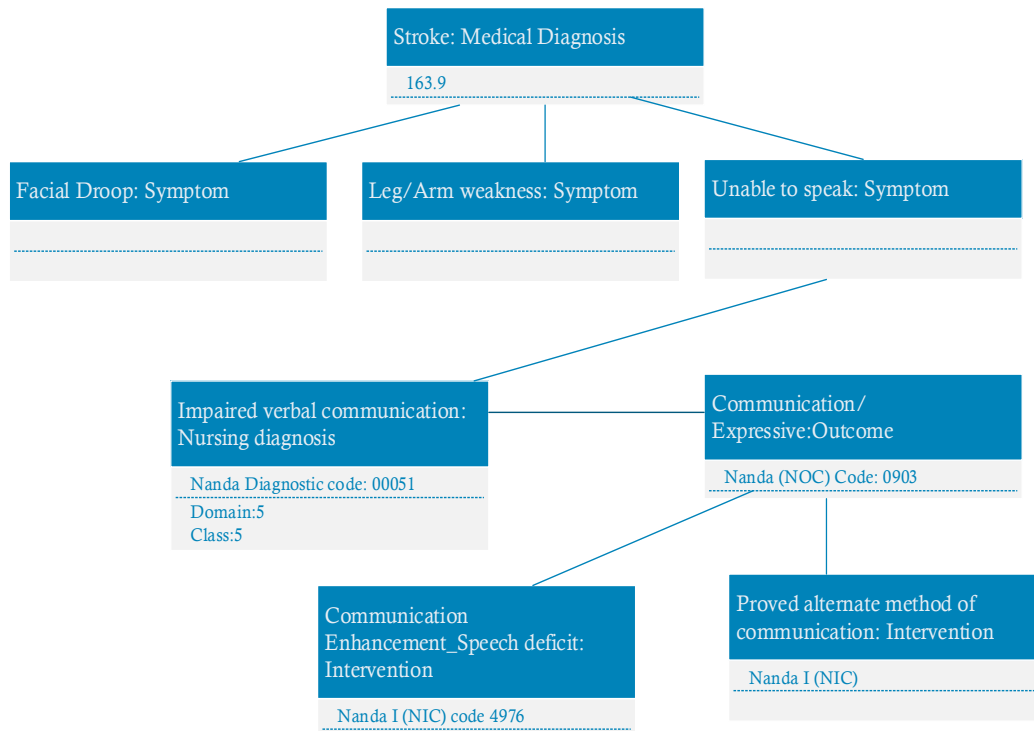 Stroke: Medical Diagnosis
163.9
Facial Droop: Symptom
Leg/Arm weakness: Symptom
Unable to speak: Symptom
Impaired verbal communication:
Nursing diagnosis
Nanda Diagnostic code: 00051
Domain:5
Class:5
Communication/
Expressive:Outcome
Nanda (NOC) Code: 0903
Communication
Enhancement_Speech deficit:
Intervention
Nanda I (NIC) code 4976
Proved alternate method of
communication: Intervention
Nanda I (NIC)